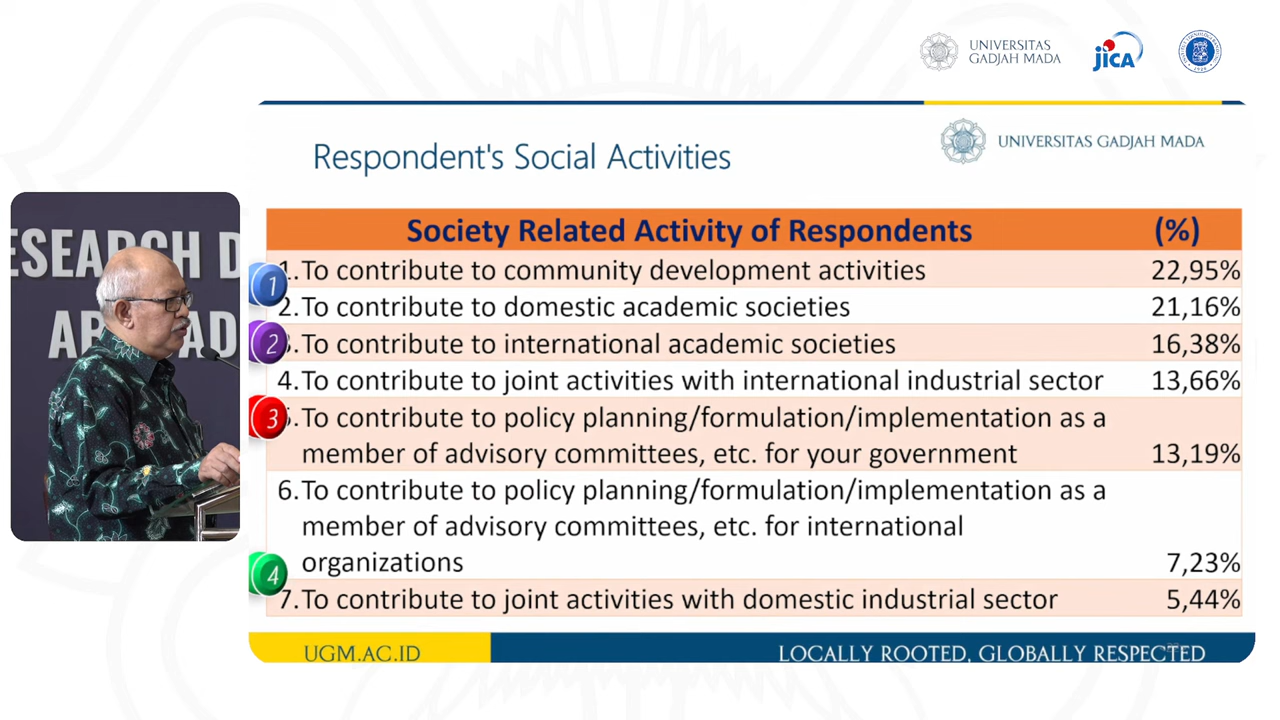 UNIVERSITAS
GADJAH MADA
JICA
UNIVERSITAS GADJAH MADA
Respondent's Social Activities
Society Related Activity of Respondents (%)
1. To contribute to community development activities 22,95%
2. To contribute to domestic academic societies 21,16%
3. To contribute to international academic societies 16,38%
4. To contribute to joint activities with international industrial sector 13,66%
5. To contribute to policy planning/formulation/implementation as a
member of advisory committees, etc. for your government 13,19%
6. To contribute to policy planning/formulation/implementation as a
member of advisory committees, etc. for international
organizations 7,23%
7. To contribute to joint activities with domestic industrial sector 5,44%
1
2
3
4
UGM.AC.ID
LOCALLY ROOTED, GLOBALLY RESPECTED
ESEARCH D
AD